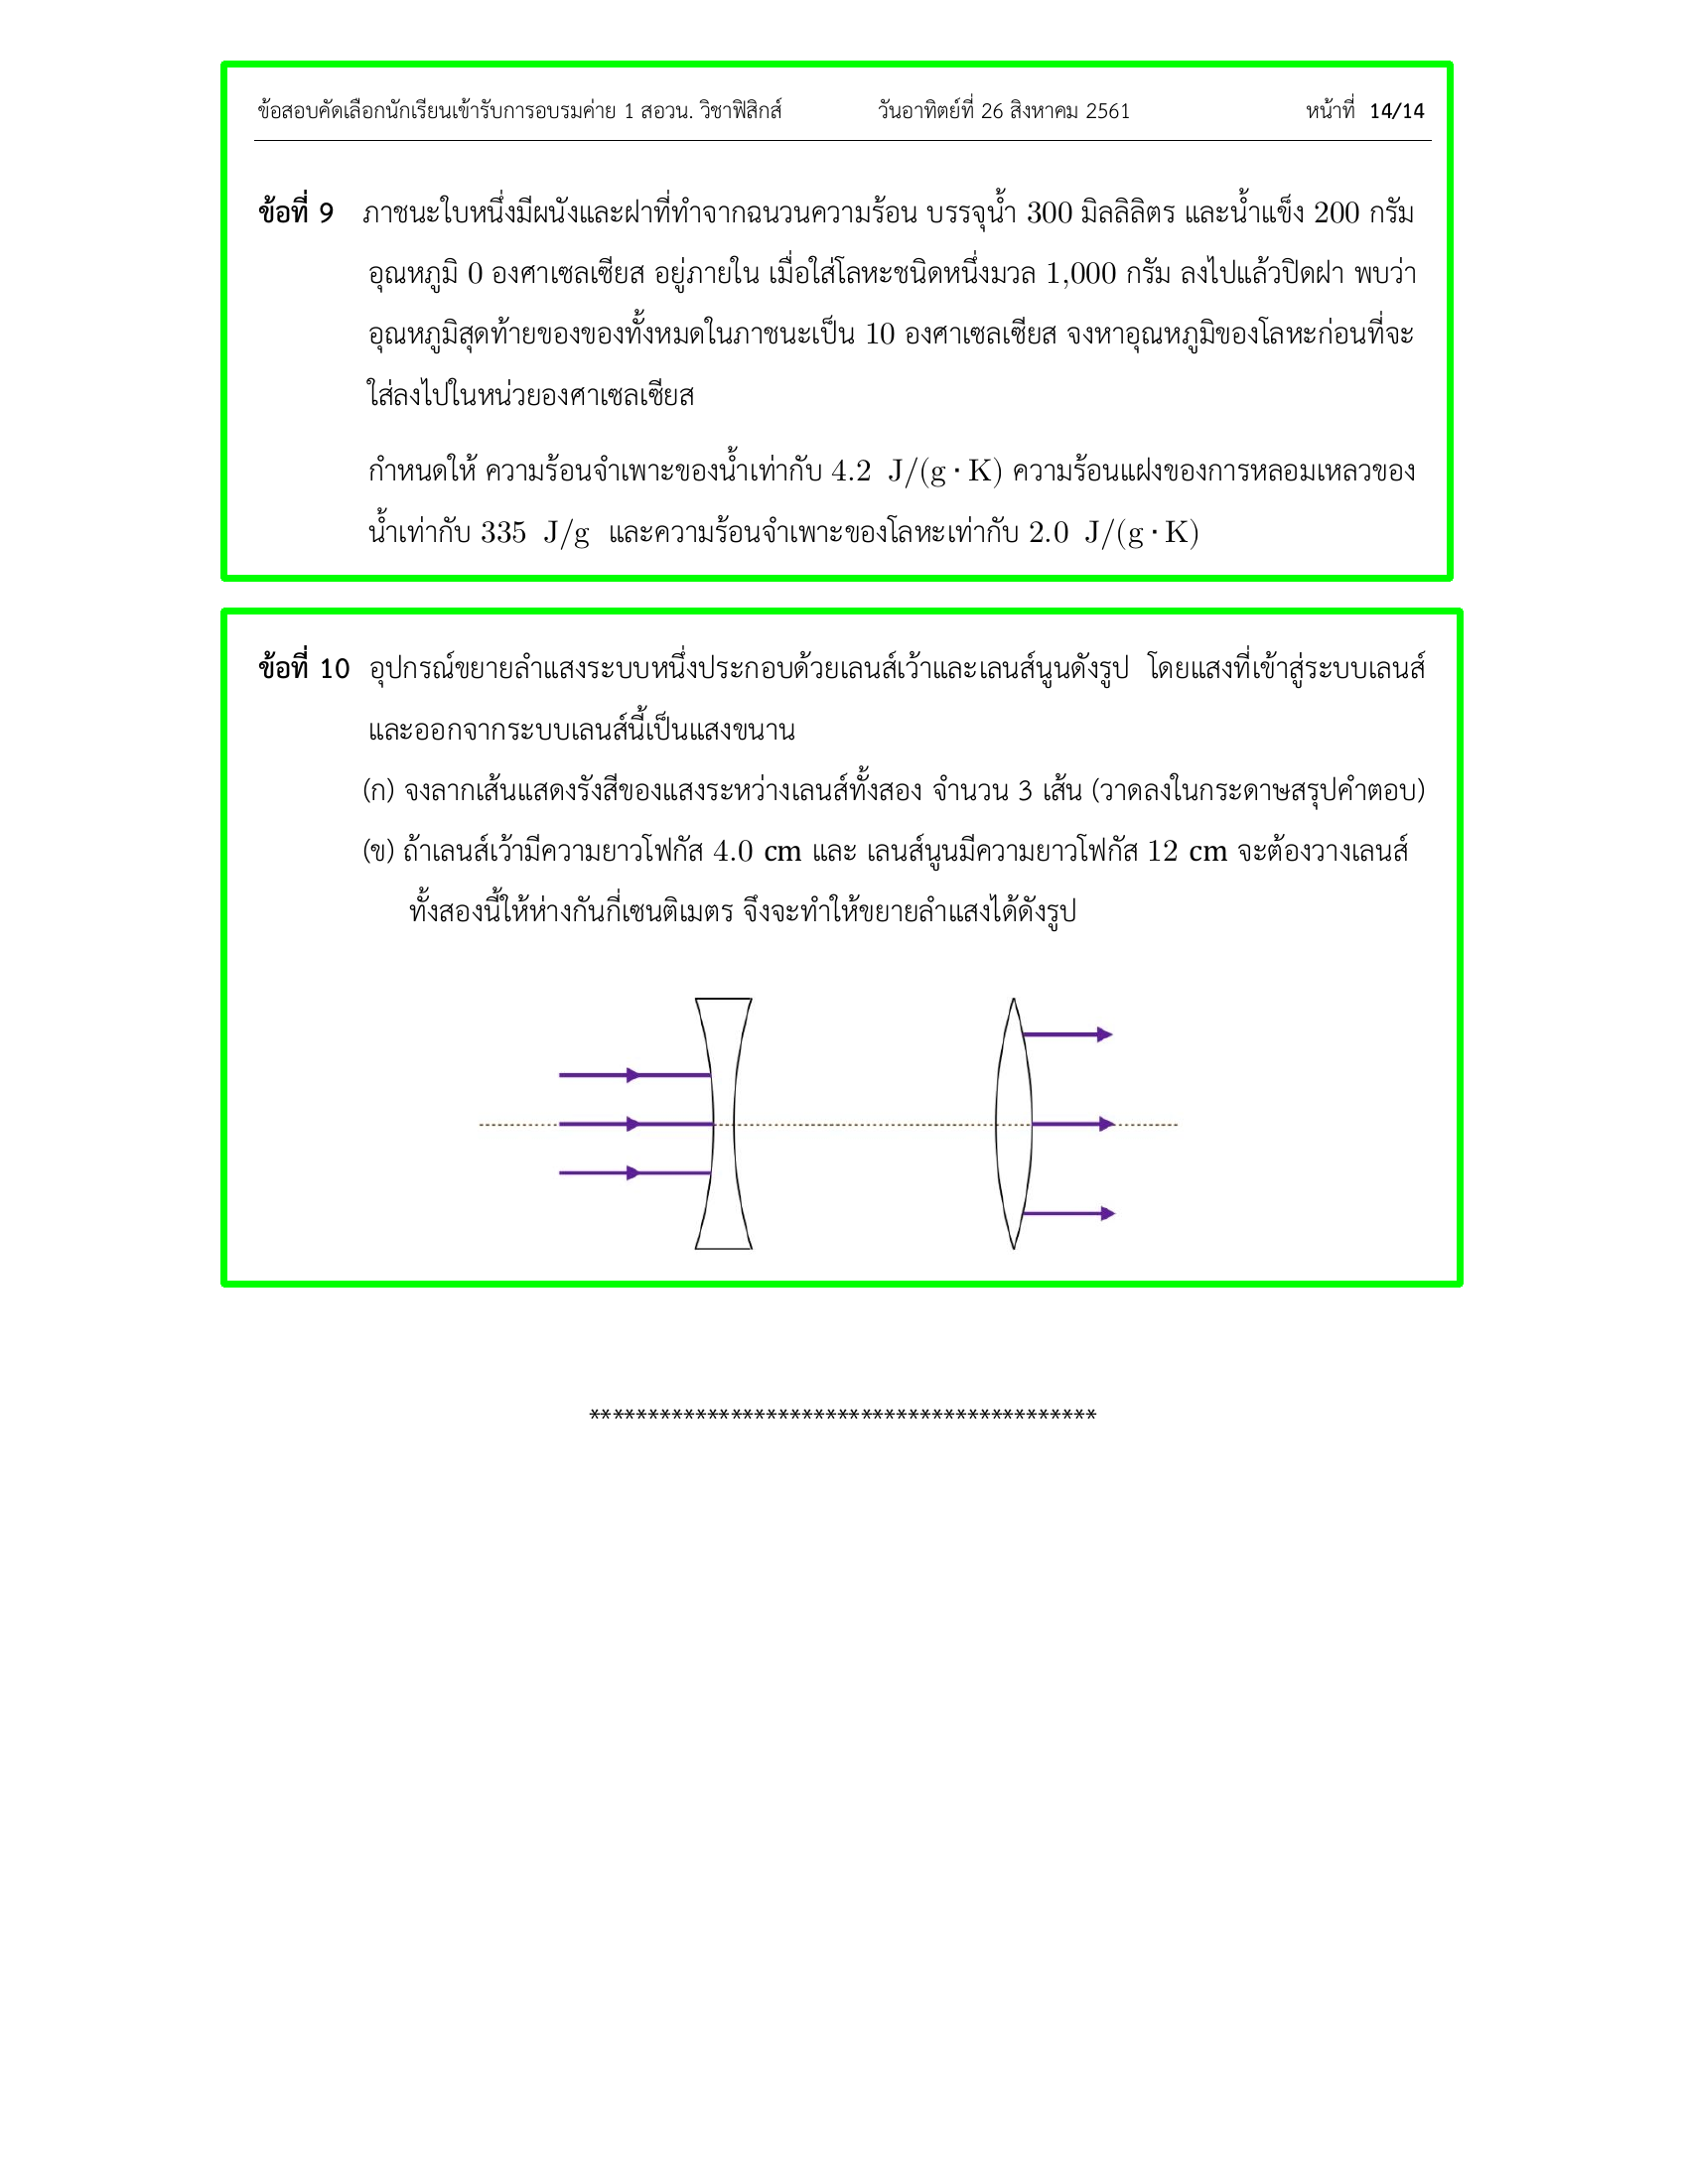 ข้อสอบคัดเลือกนักเรียนเข้ารับการอบรมค่าย 1 สอวน. วิชาฟิสิกส์ วันอาทิตย์ที่ 26 สิงหาคม 2561 หน้าที่ 14/14
ข้อที่ 9 ภาชนะใบหนึ่งมีผนังและฝาที่ทำจากฉนวนความร้อน บรรจุน้ำ 300 มิลลิลิตร และน้ำแข็ง 200 กรัม
อุณหภูมิ 0 องศาเซลเซียส อยู่ภายใน เมื่อใส่โลหะชนิดหนึ่งมวล 1,000 กรัม ลงไปแล้วปิดฝา พบว่า
อุณหภูมิสุดท้ายของของทั้งหมดในภาชนะเป็น 10 องศาเซลเซียส จงหาอุณหภูมิของโลหะก่อนที่จะ
ใส่ลงไปในหน่วยองศาเซลเซียส
กำหนดให้ ความร้อนจำเพาะของน้ำเท่ากับ 4.2 J/(g·K) ความร้อนแฝงของการหลอมเหลวของ
น้ำเท่ากับ 335 J/g และความร้อนจำเพาะของโลหะเท่ากับ 2.0 J/(g·K)
ข้อที่ 10 อุปกรณ์ขยายลำแสงระบบหนึ่งประกอบด้วยเลนส์เว้าและเลนส์นูนดังรูป โดยแสงที่เข้าสู่ระบบเลนส์
และออกจากระบบเลนส์นี้เป็นแสงขนาน
(ก) จงลากเส้นแสดงรังสีของแสงระหว่างเลนส์ทั้งสอง จำนวน 3 เส้น (วาดลงในกระดาษสรุปคำตอบ)
(ข) ถ้าเลนส์เว้ามีความยาวโฟกัส 4.0 cm และ เลนส์นูนมีความยาวโฟกัส 12 cm จะต้องวางเลนส์
ทั้งสองนี้ให้ห่างกันกี่เซนติเมตร จึงจะทำให้ขยายลำแสงได้ดังรูป
*******************************************